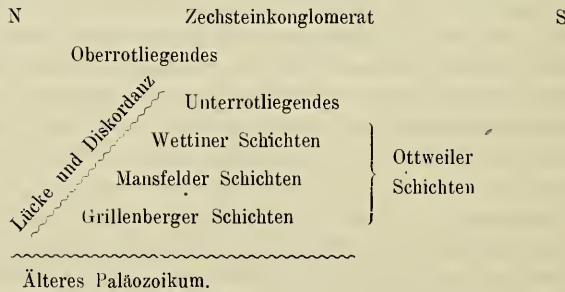 N Zechsteinkonglomerat S
Oberrotliegendes
Lücke und Diskordanz
Unterrotliegendes
Wettiner Schichten
Mansfelder Schichten
Grillenberger Schichten
Ottweiler
Schichten
Älteres Paläozoikum.